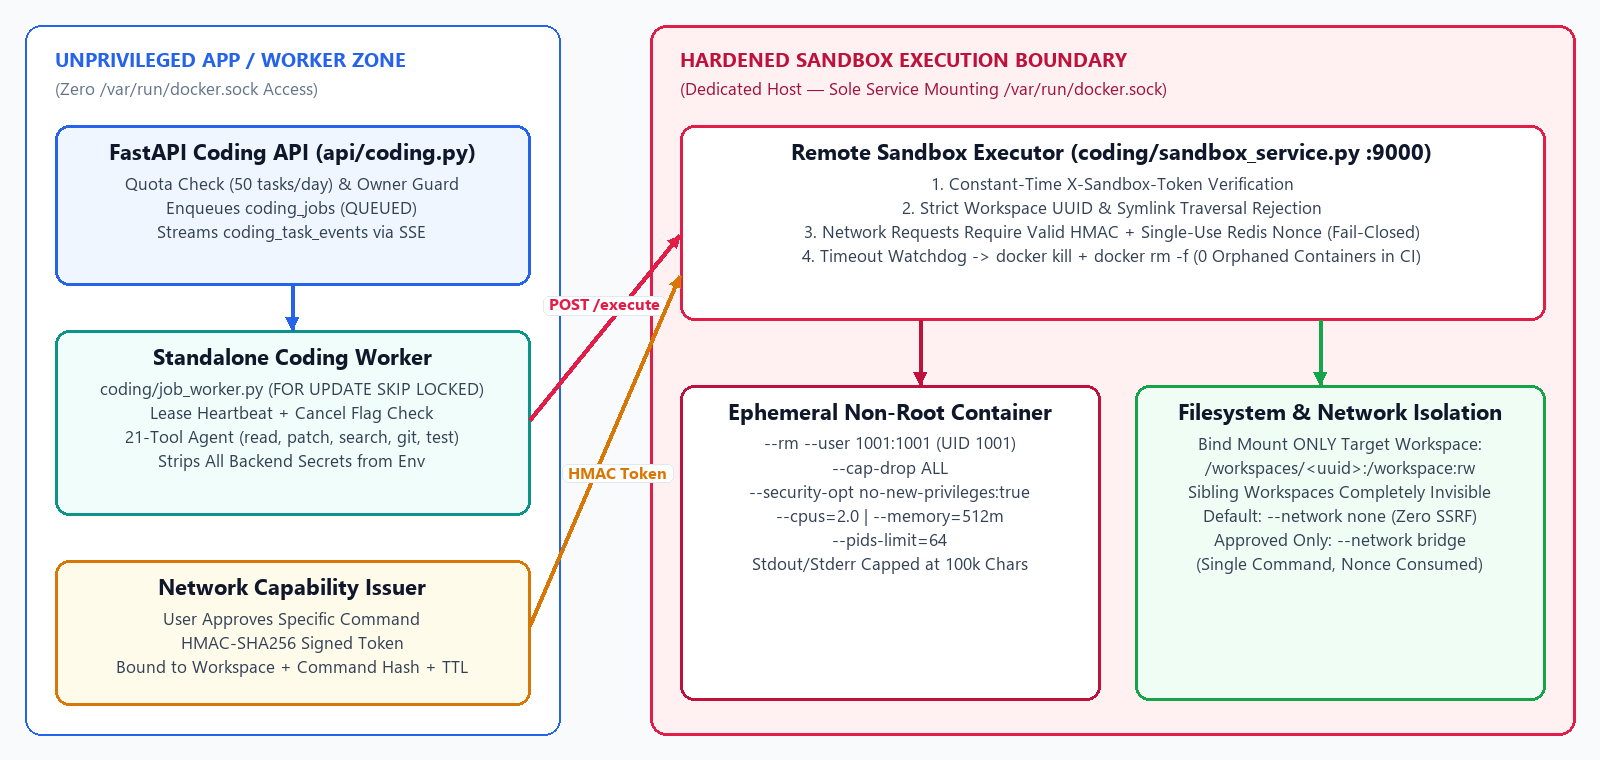 UNPRIVILEGED APP / WORKER ZONE
(Zero /var/run/docker.sock Access)
FastAPI Coding API (api/coding.py)
Quota Check (50 tasks/day) & Owner Guard
Enqueues coding_jobs (QUEUED)
Streams coding_task_events via SSE
Standalone Coding Worker
coding/job_worker.py (FOR UPDATE SKIP LOCKED)
Lease Heartbeat + Cancel Flag Check
21-Tool Agent (read, patch, search, git, test)
Strips All Backend Secrets from Env
Network Capability Issuer
User Approves Specific Command
HMAC-SHA256 Signed Token
Bound to Workspace + Command Hash + TTL
POST /execute
HMAC Token
HARDENED SANDBOX EXECUTION BOUNDARY
(Dedicated Host — Sole Service Mounting /var/run/docker.sock)
Remote Sandbox Executor (coding/sandbox_service.py :9000)
1. Constant-Time X-Sandbox-Token Verification
2. Strict Workspace UUID & Symlink Traversal Rejection
3. Network Requests Require Valid HMAC + Single-Use Redis Nonce (Fail-Closed)
4. Timeout Watchdog -> docker kill + docker rm -f (0 Orphaned Containers in CI)
Ephemeral Non-Root Container
--rm --user 1001:1001 (UID 1001)
--cap-drop ALL
--security-opt no-new-privileges:true
--cpus=2.0 | --memory=512m
--pids-limit=64
Stdout/Stderr Capped at 100k Chars
Filesystem & Network Isolation
Bind Mount ONLY Target Workspace:
/workspaces/<uuid>:/workspace:rw
Sibling Workspaces Completely Invisible
Default: --network none (Zero SSRF)
Approved Only: --network bridge
(Single Command, Nonce Consumed)